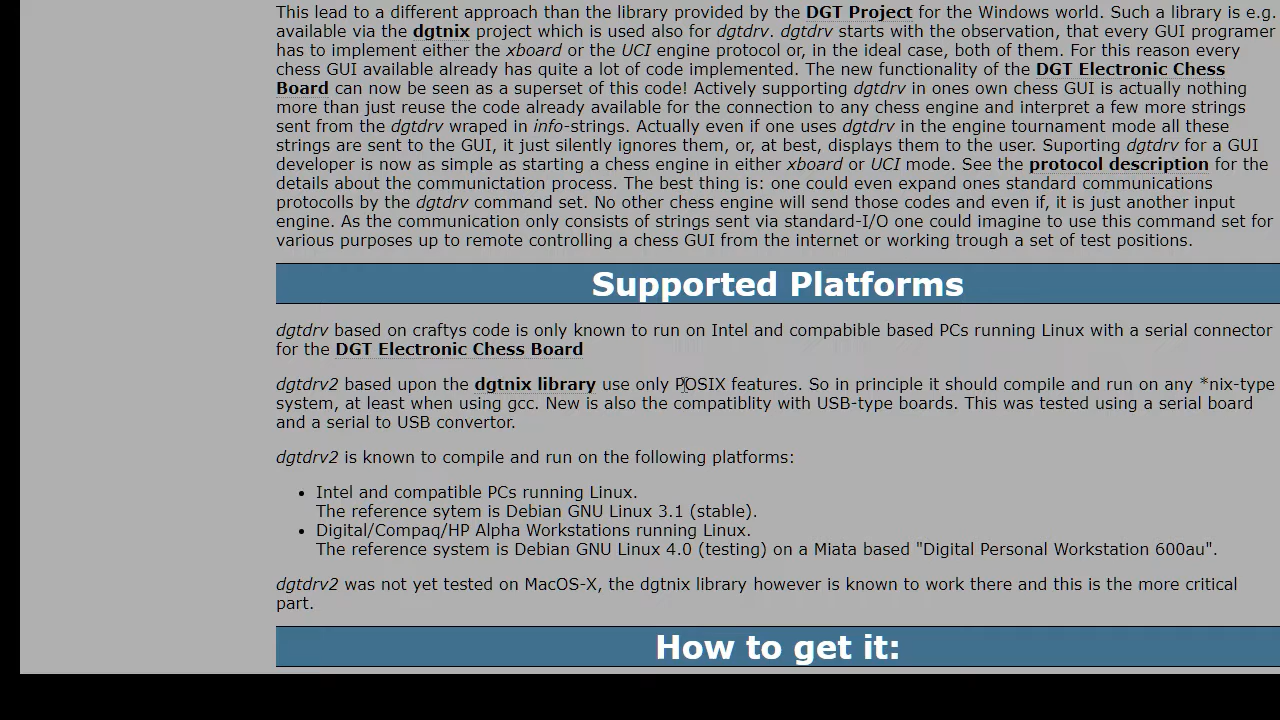 This lead to a different approach than the library provided by the DGT Project for the Windows world. Such a library is e.g.
available via the dgtnix project which is used also for dgtdrv. dgtdrv starts with the observation, that every GUI programer
has to implement either the xboard or the UCI engine protocol or, in the ideal case, both of them. For this reason every
chess GUI available already has quite a lot of code implemented. The new functionality of the DGT Electronic Chess
Board can now be seen as a superset of this code! Actively supporting dgtdrv in ones own chess GUI is actually nothing
more than just reuse the code already available for the connection to any chess engine and interpret a few more strings
sent from the dgtdrv wraped in info-strings. Actually even if one uses dgtdrv in the engine tournament mode all these
strings are sent to the GUI, it just silently ignores them, or, at best, displays them to the user. Suporting dgtdrv for a GUI
developer is now as simple as starting a chess engine in either xboard or UCI mode. See the protocol description for the
details about the communictation process. The best thing is: one could even expand ones standard communications
protocolls by the dgtdrv command set. No other chess engine will send those codes and even if, it is just another input
engine. As the communication only consists of strings sent via standard-I/O one could imagine to use this command set for
various purposes up to remote controlling a chess GUI from the internet or working trough a set of test positions.
Supported Platforms
dgtdrv based on craftys code is only known to run on Intel and compabible based PCs running Linux with a serial connector
for the DGT Electronic Chess Board
dgtdrv2 based upon the dgtnix library use only POSIX features. So in principle it should compile and run on any *nix-type
system, at least when using gcc. New is also the compatiblity with USB-type boards. This was tested using a serial board
and a serial to USB convertor.
dgtdrv2 is known to compile and run on the following platforms:
• Intel and compatible PCs running Linux.
The reference sytem is Debian GNU Linux 3.1 (stable).
• Digital/Compaq/HP Alpha Workstations running Linux.
The reference system is Debian GNU Linux 4.0 (testing) on a Miata based "Digital Personal Workstation 600au".
dgtdrv2 was not yet tested on MacOS-X, the dgtnix library however is known to work there and this is the more critical
part.
How to get it: